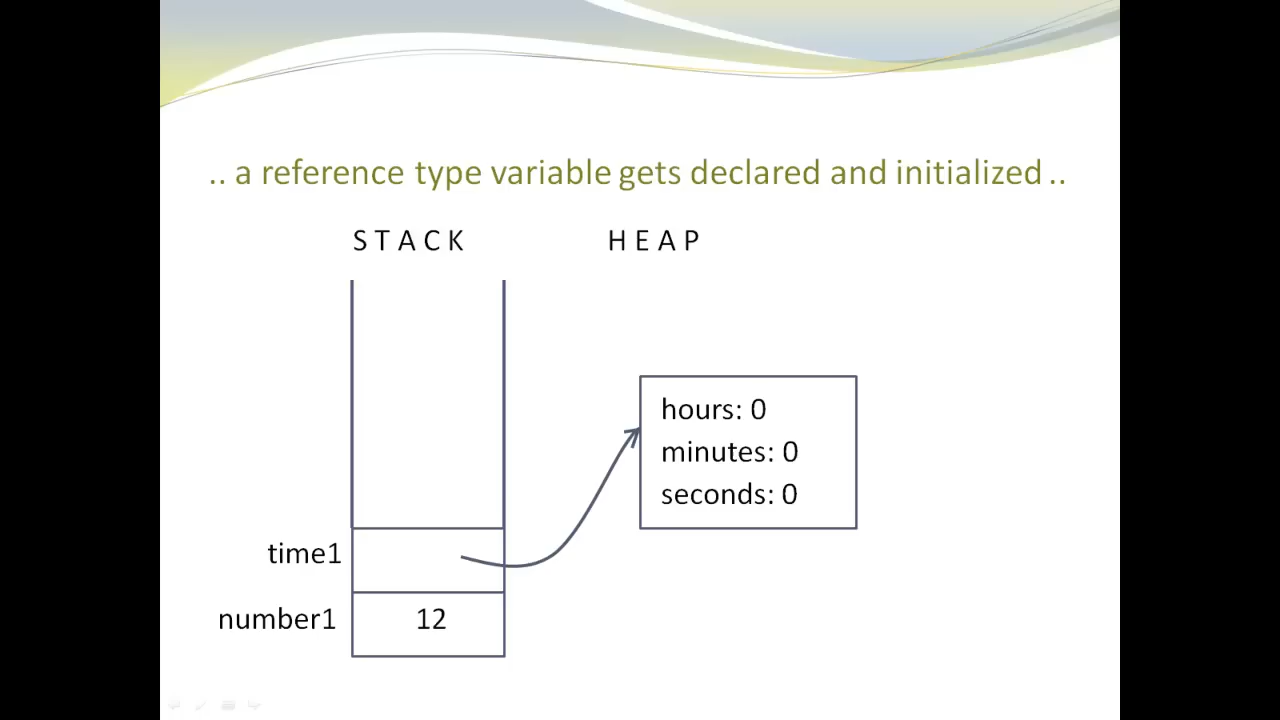 .. a reference type variable gets declared and initialized ..
S T A C K
H E A P
hours: 0
minutes: 0
seconds: 0
time1
number1
12